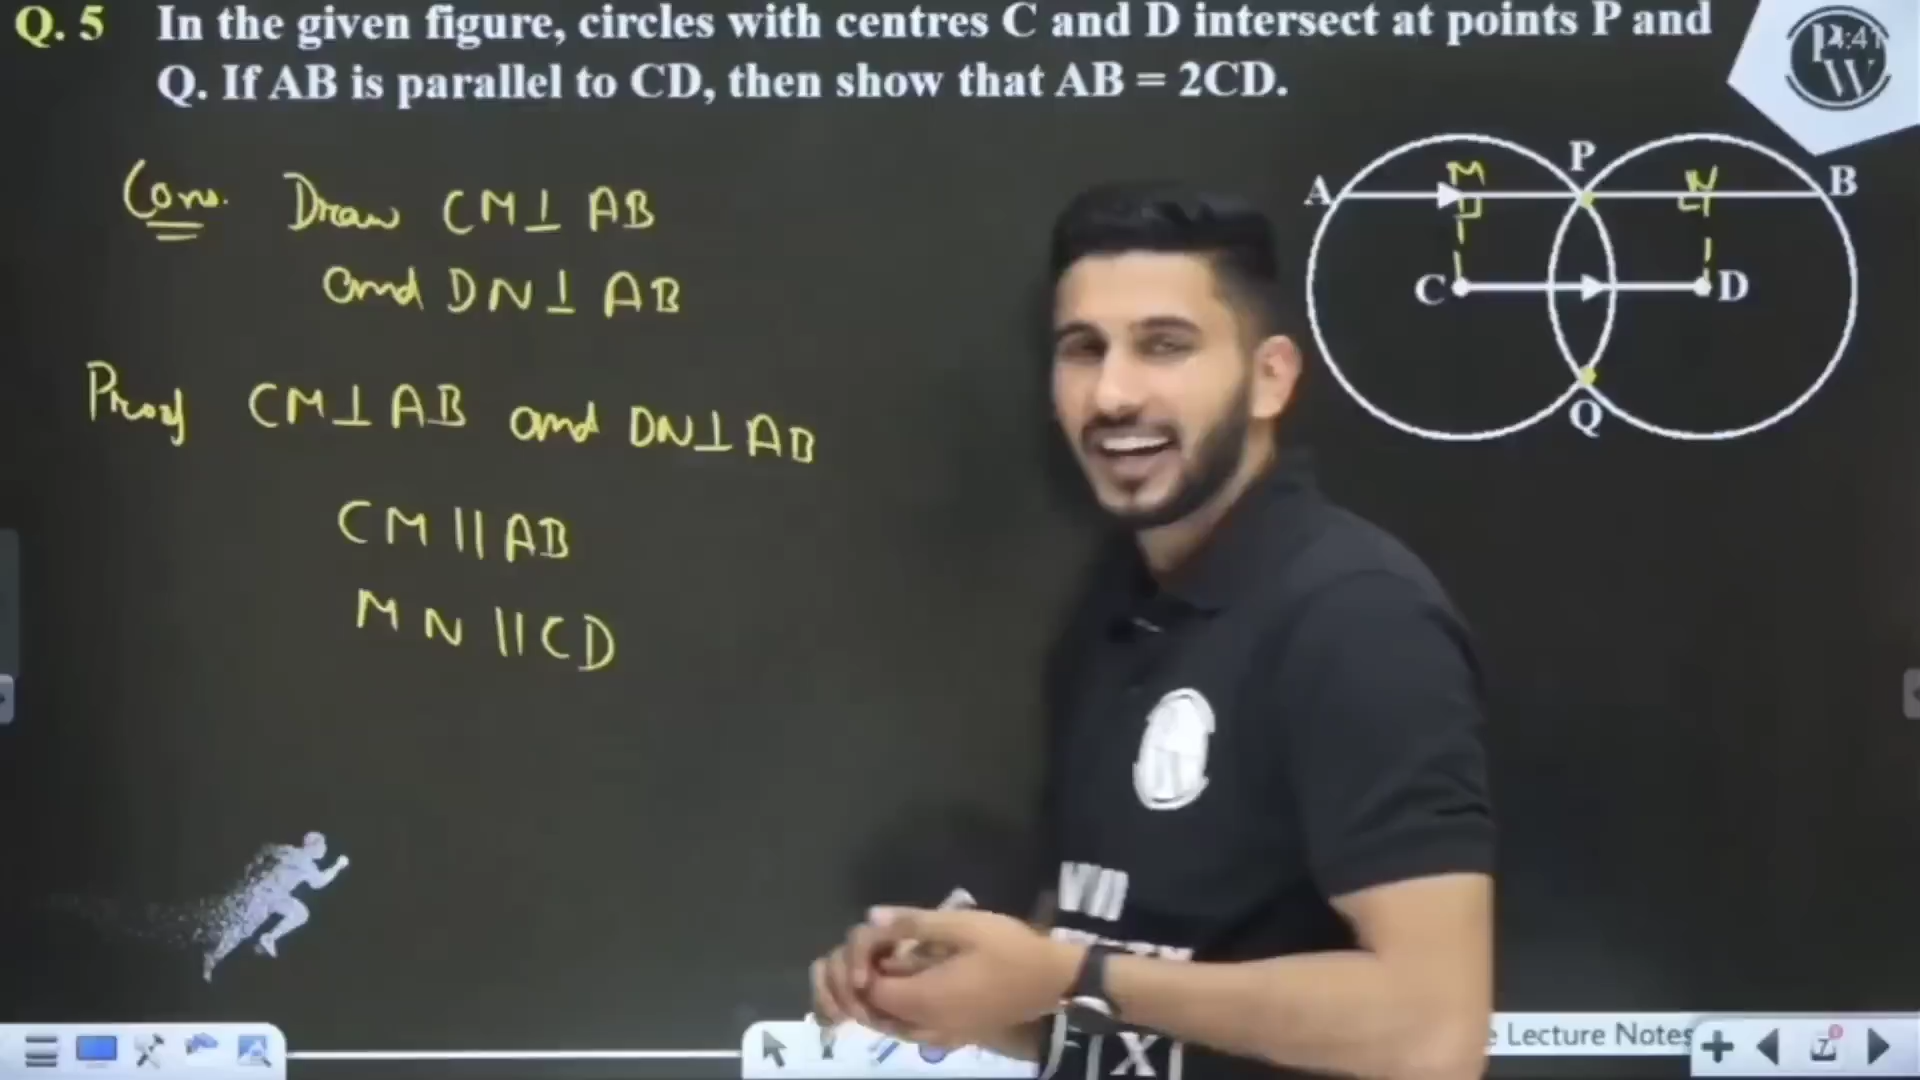 Q. 5 In the given figure, circles with centres C and D intersect at points P and
Q. If AB is parallel to CD, then show that AB = 2CD.
Cons. Draw CM ⊥ AB
and DN ⊥ AB
Proof CM ⊥ AB and DN ⊥ AB
CM || AB
MN || CD
A M P N B
C D
Q
PW
Lecture Notes
7